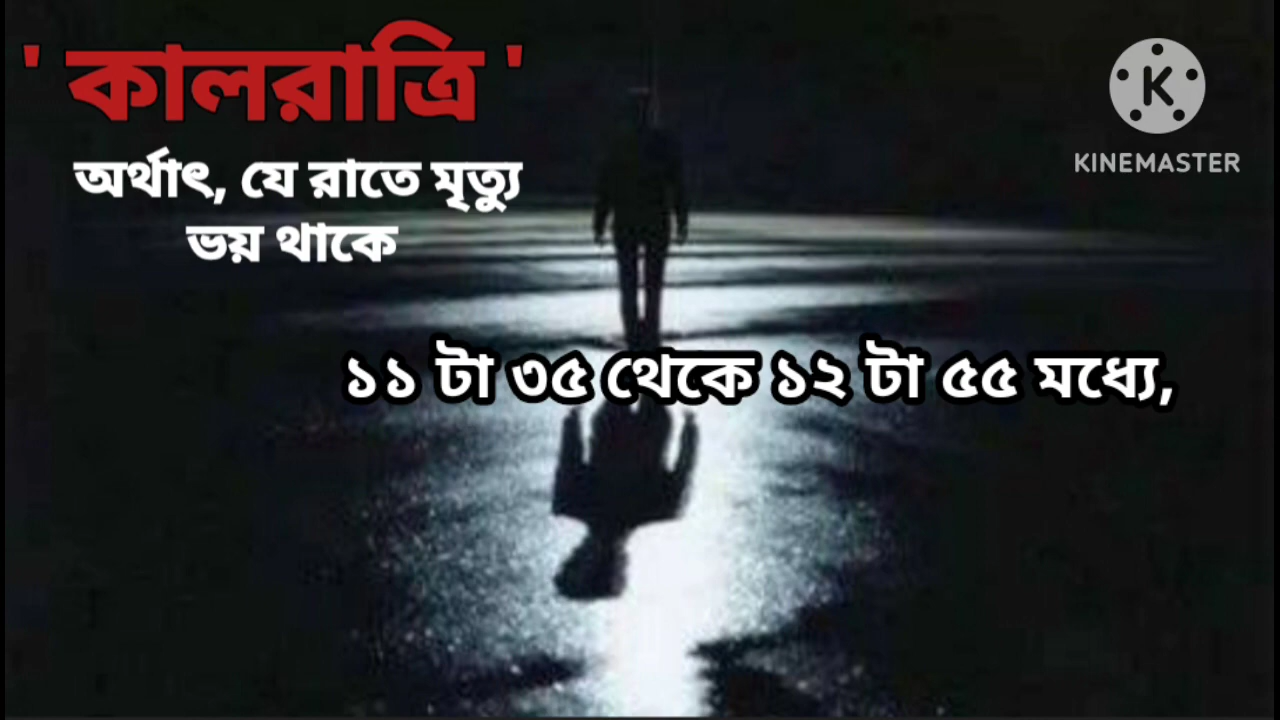 ' কালরাত্রি '
অর্থাৎ, যে রাতে মৃত্যু
ভয় থাকে
১১ টা ৩৫ থেকে ১২ টা ৫৫ মধ্যে,
K
KINEMASTER